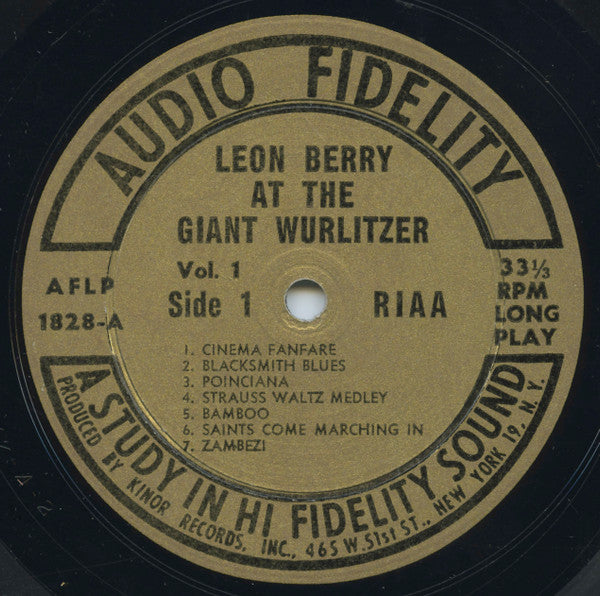 AUDIO FIDELITY
LEON BERRY
AT THE
GIANT WURLITZER
Vol. 1
Side 1
RIAA
AFLP
1828-A
33⅓
RPM
LONG
PLAY
1. CINEMA FANFARE
2. BLACKSMITH BLUES
3. POINCIANA
4. STRAUSS WALTZ MEDLEY
5. BAMBOO
6. SAINTS COME MARCHING IN
7. ZAMBEZI
A STUDY IN HI FIDELITY SOUND
PRODUCED BY KINOR RECORDS, INC., 465 W. 51st ST., NEW YORK 19, N. Y.